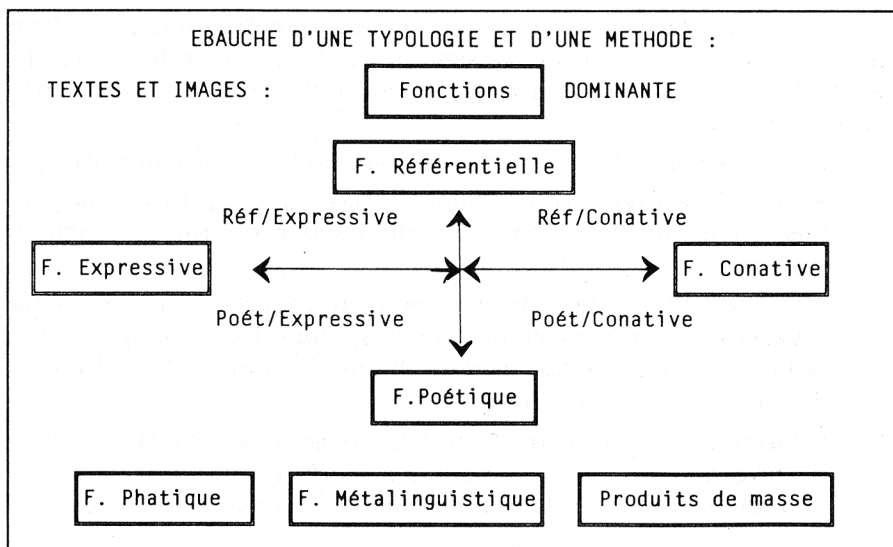 EBAUCHE D'UNE TYPOLOGIE ET D'UNE METHODE :
TEXTES ET IMAGES : Fonctions DOMINANTE
F. Référentielle
Réf/Expressive Réf/Conative
F. Expressive F. Conative
Poét/Expressive Poét/Conative
F.Poétique
F. Phatique F. Métalinguistique Produits de masse